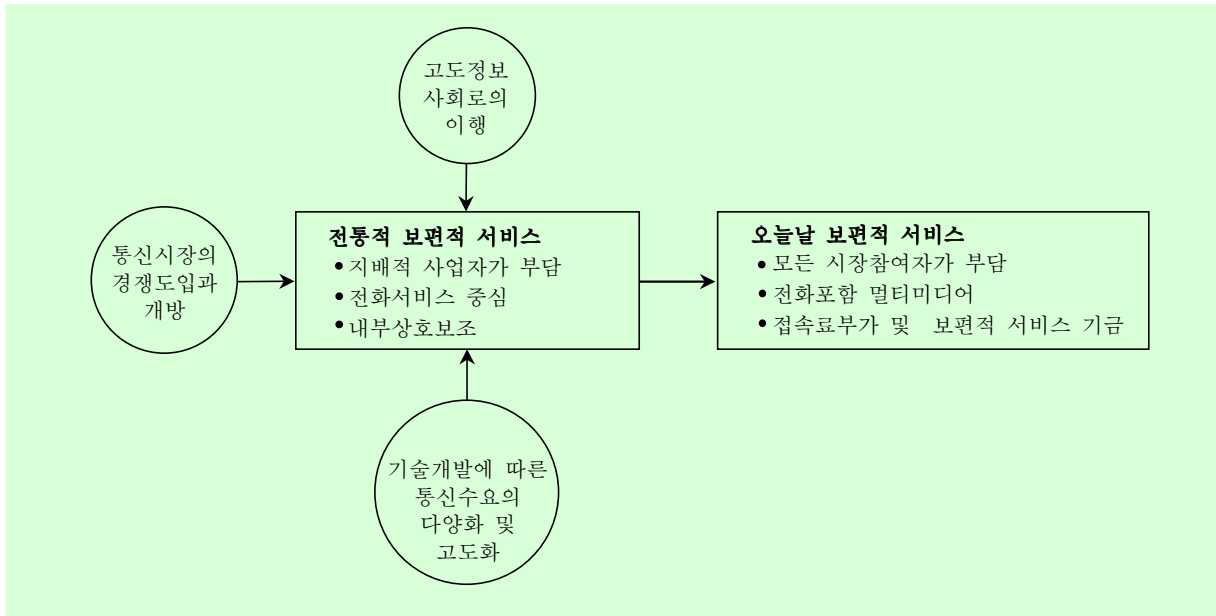 고도정보
사회로의
이행
통신시장의
경쟁도입과
개방
전통적 보편적 서비스
•지배적 사업자가 부담
•전화서비스 중심
•내부상호보조
오늘날 보편적 서비스
•모든 시장참여자가 부담
•전화포함 멀티미디어
•접속료부가 및 보편적 서비스 기금
기술개발에 따른
통신수요의
다양화 및
고도화